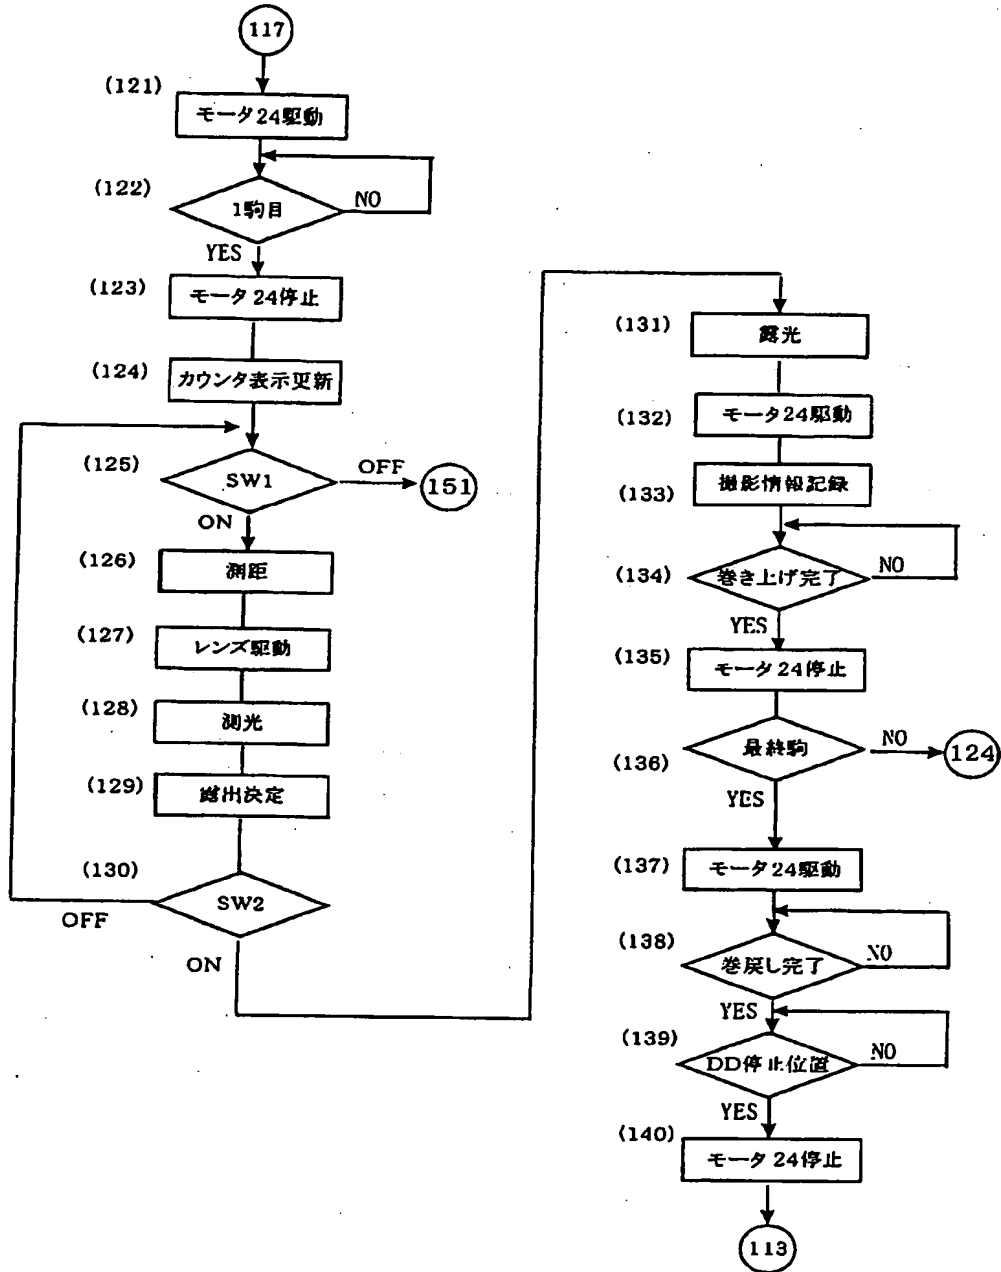 117
(121)
モータ24駆動
(122)
1駒目
NO
YES
(123)
モータ24停止
(124)
カウンタ表示更新
(125)
SW1
OFF
151
ON
(126)
測距
(127)
レンズ駆動
(128)
測光
(129)
露出決定
(130)
SW2
OFF
ON
(131)
露光
(132)
モータ24駆動
(133)
撮影情報記録
(134)
巻き上げ完了
NO
YES
(135)
モータ24停止
(136)
最終駒
NO
124
YES
(137)
モータ24駆動
(138)
巻戻し完了
NO
YES
(139)
DD停止位置
NO
YES
(140)
モータ24停止
113